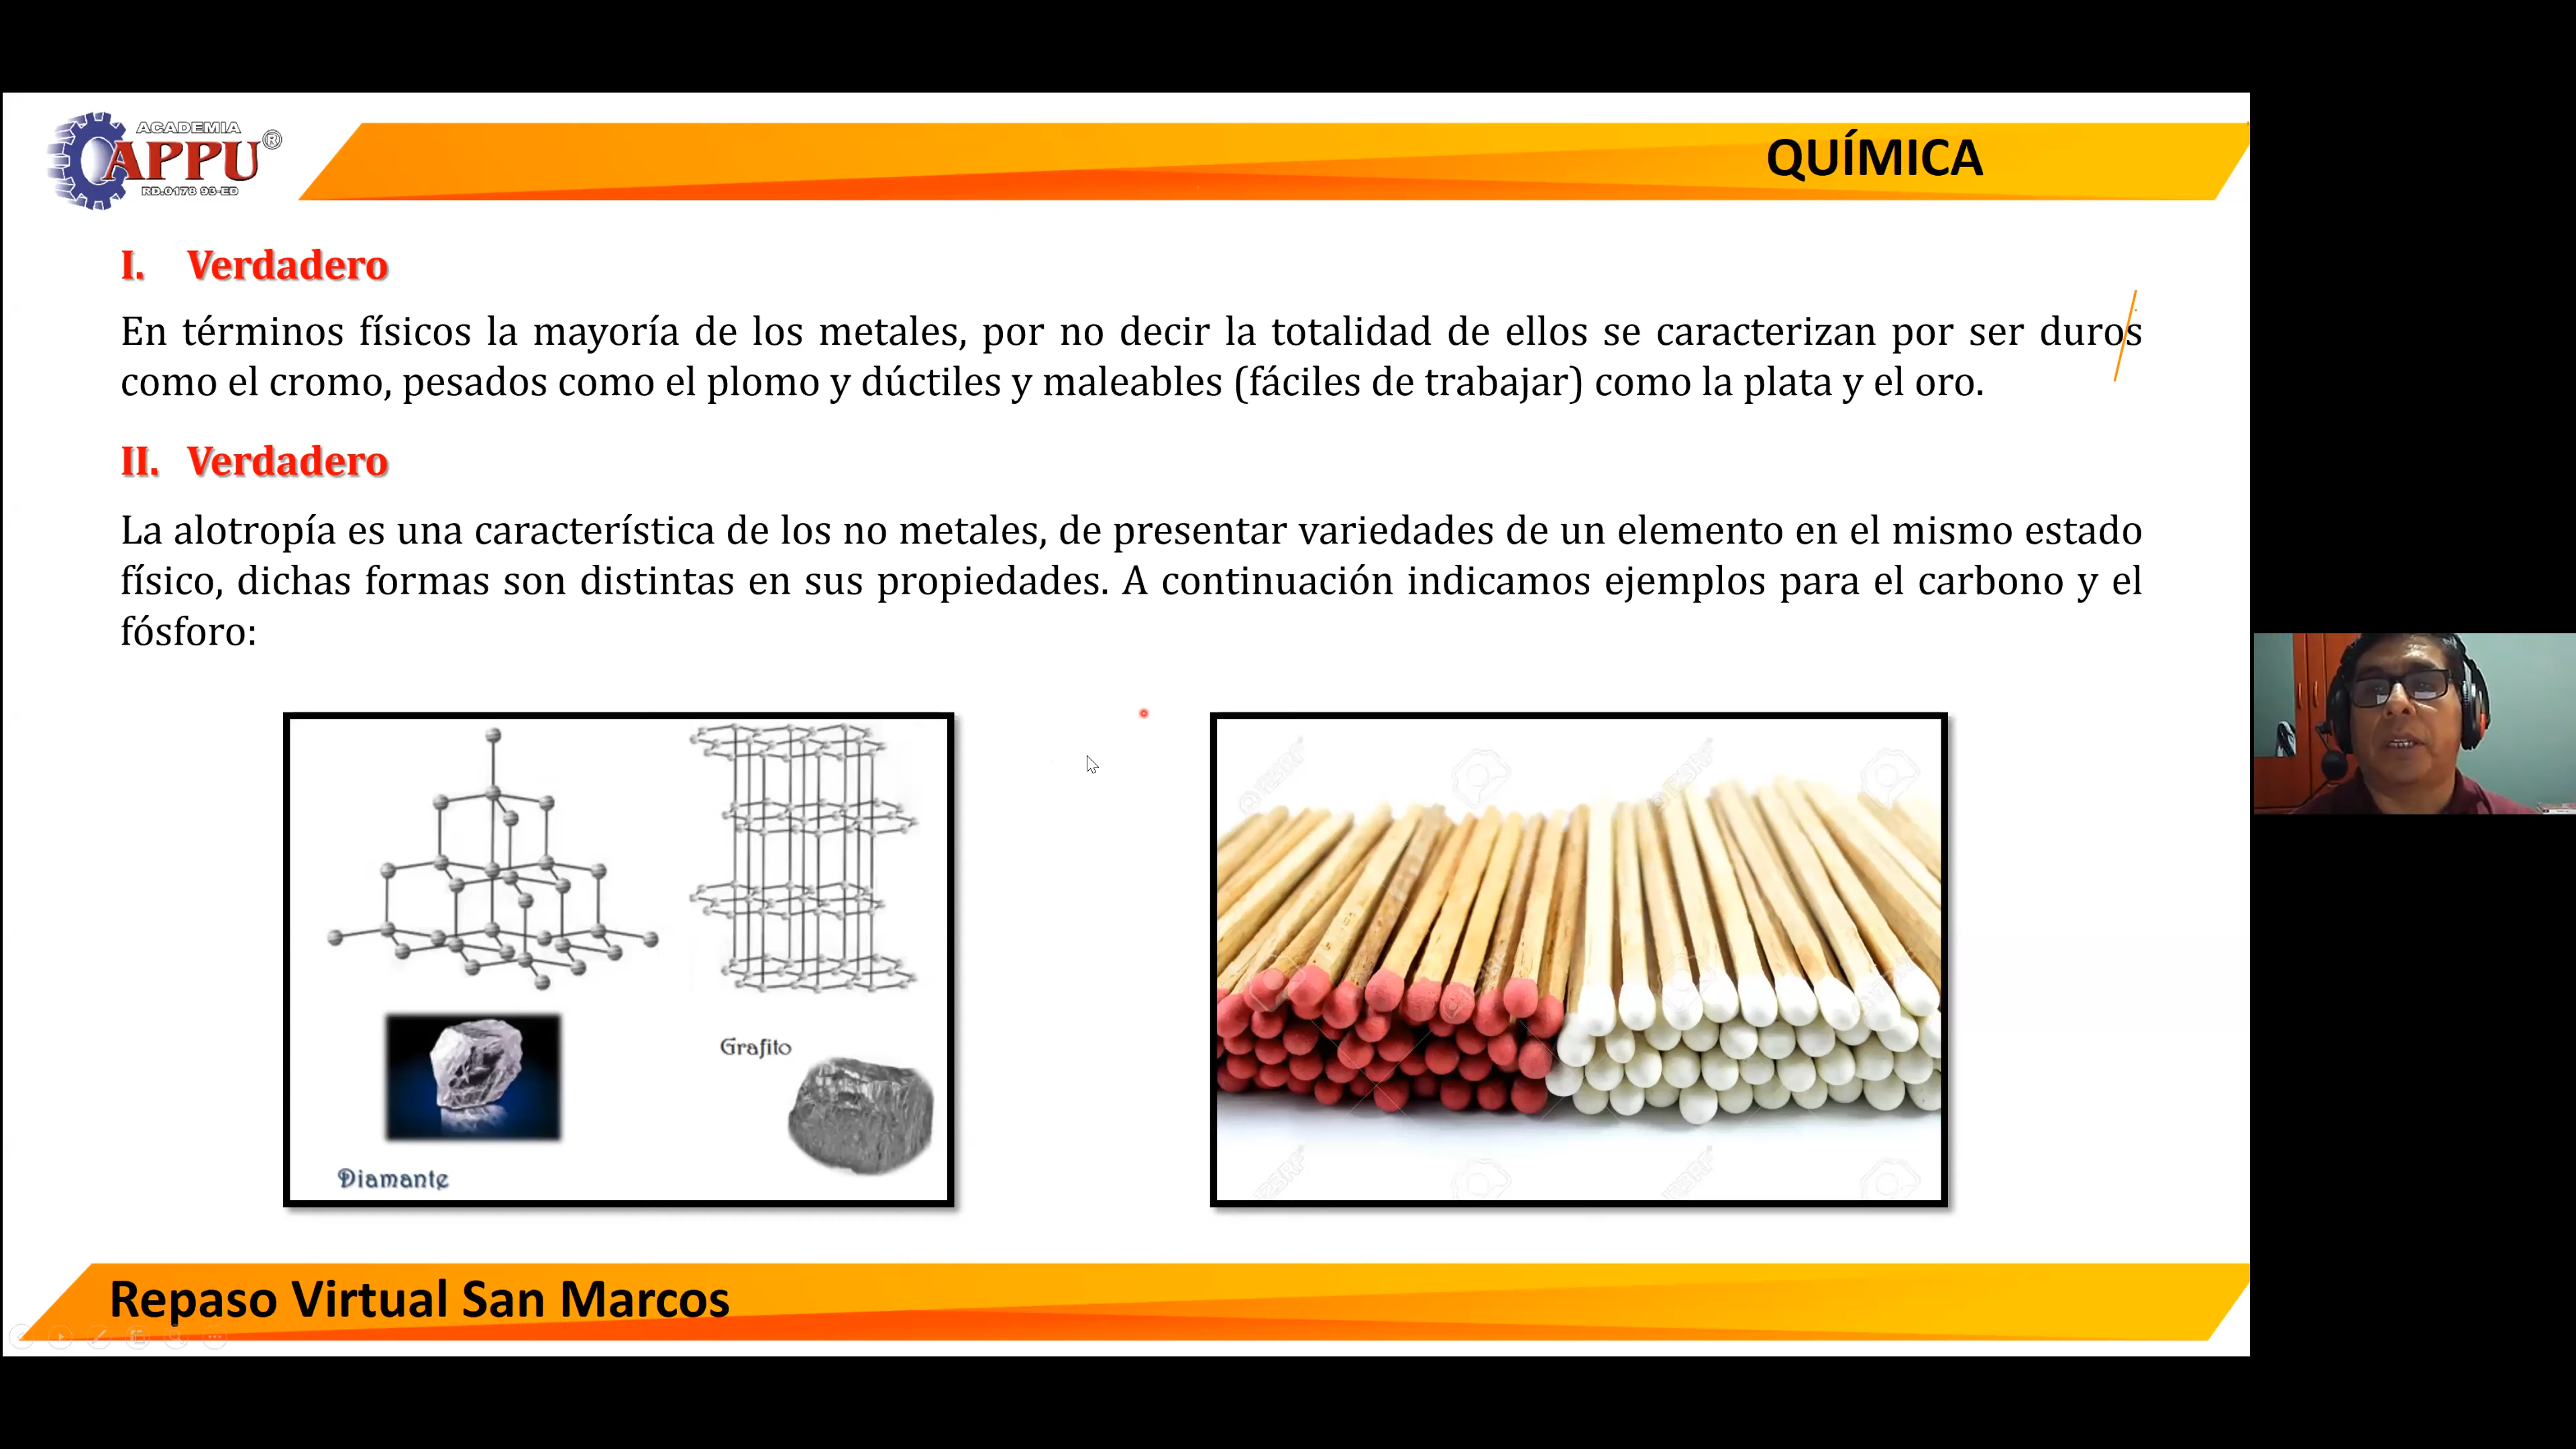 ACADEMIA
APPU®
RD.0178 93-ED
QUÍMICA
I. Verdadero
En términos físicos la mayoría de los metales, por no decir la totalidad de ellos se caracterizan por ser duros
como el cromo, pesados como el plomo y dúctiles y maleables (fáciles de trabajar) como la plata y el oro.
II. Verdadero
La alotropía es una característica de los no metales, de presentar variedades de un elemento en el mismo estado
físico, dichas formas son distintas en sus propiedades. A continuación indicamos ejemplos para el carbono y el
fósforo:
Grafito
Diamante
123RF
123RF
123RF
123RF
Repaso Virtual San Marcos